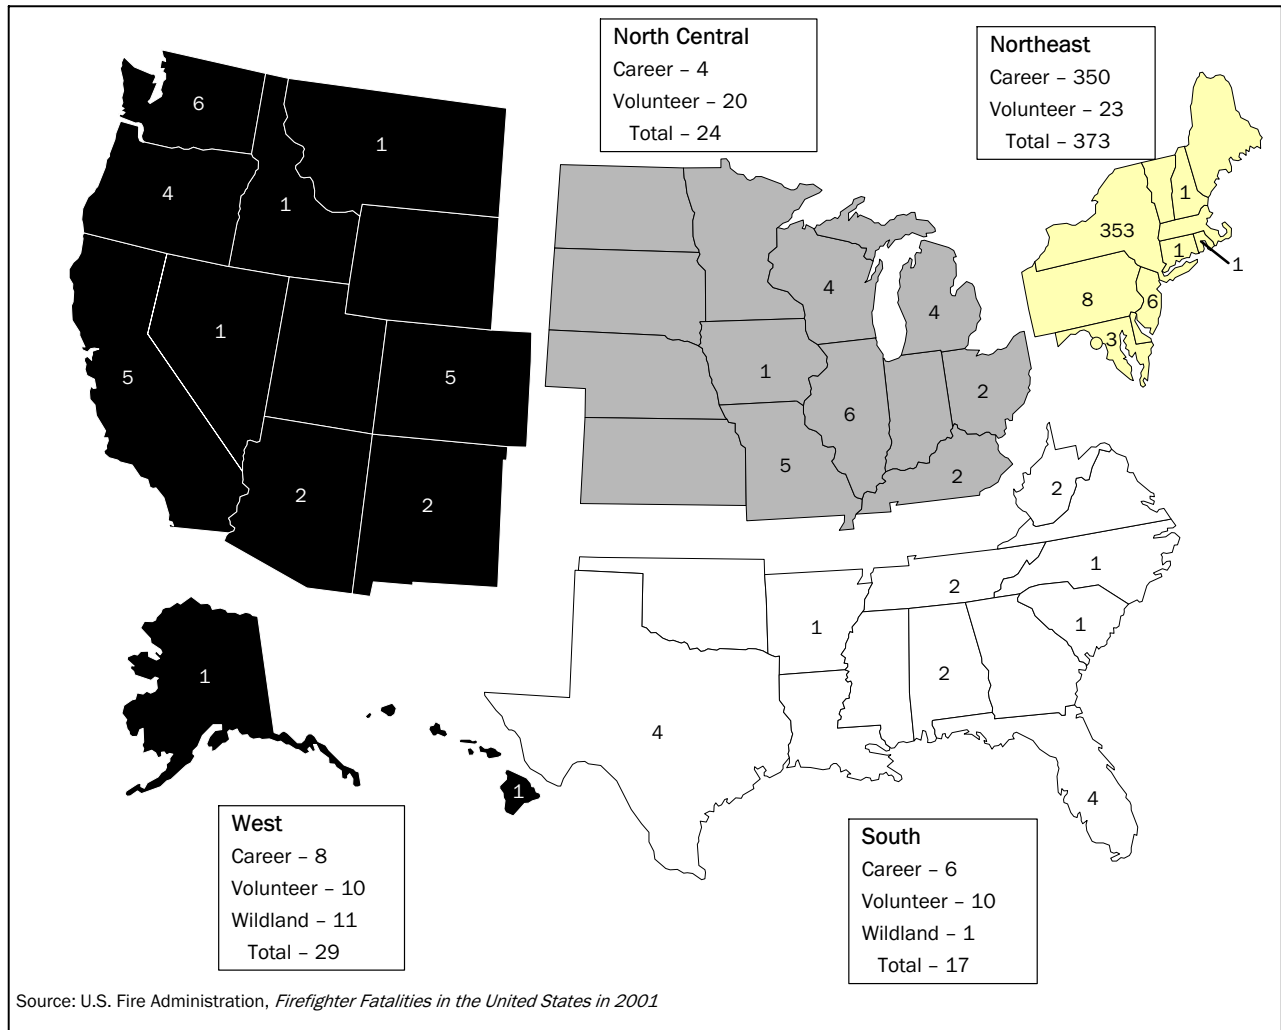 North Central
Career – 4
Volunteer – 20
Total – 24
Northeast
Career – 350
Volunteer – 23
Total – 373
6
1
4
1
1
5
5
2
2
1
1
4
4
1
6
2
5
2
1
353
1
1
8
6
3
2
1
2
1
1
2
4
4
West
Career – 8
Volunteer – 10
Wildland – 11
Total – 29
South
Career – 6
Volunteer – 10
Wildland – 1
Total – 17
Source: U.S. Fire Administration, Firefighter Fatalities in the United States in 2001